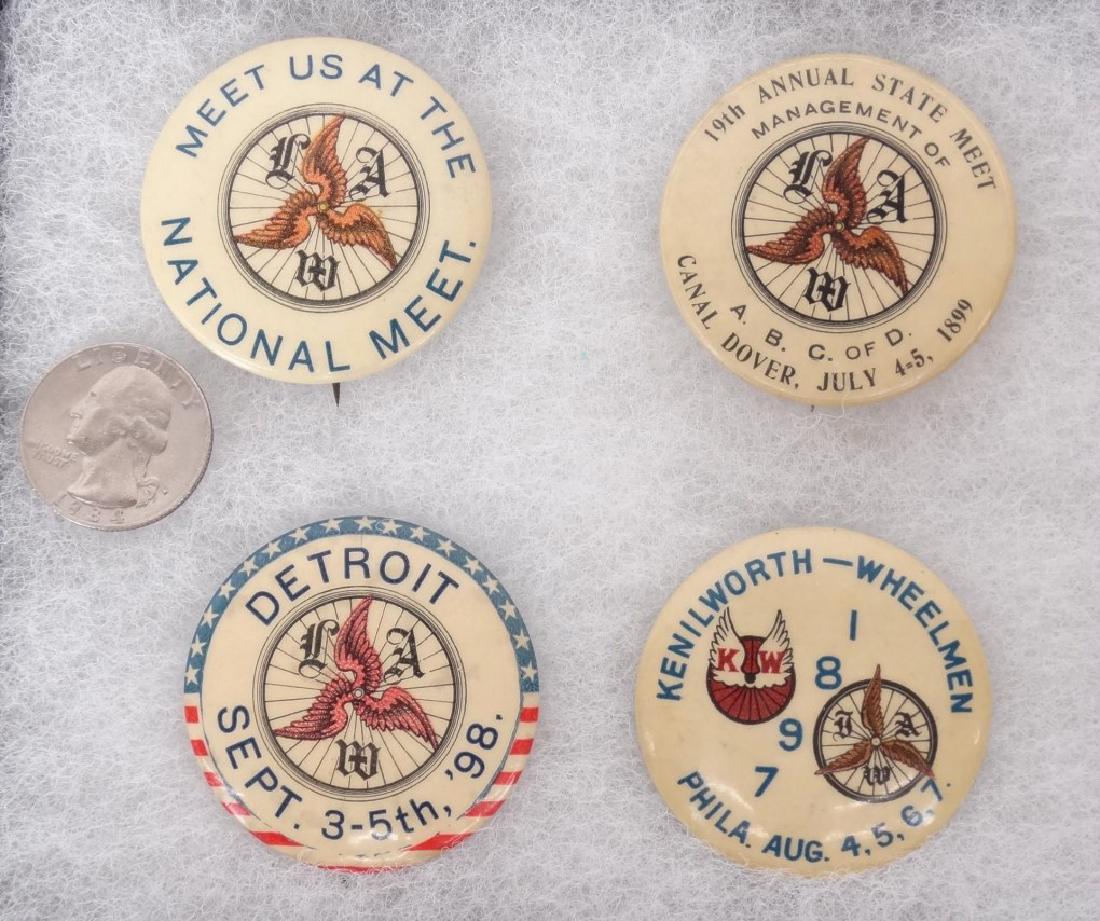 MEET US AT THE
NATIONAL MEET.
L A
W
19th ANNUAL STATE MEET
MANAGEMENT OF
L A
W
A. B. C. OF D.
CANAL DOVER, JULY 4=5, 1899
LIBERTY
IN GOD WE
TRUST
1984
DETROIT
L A
W
SEPT. 3-5th, '98.
KENILWORTH — WHEELMEN
K W
1
8
9
7
L A
W
PHILA. AUG. 4, 5, 6, 7.